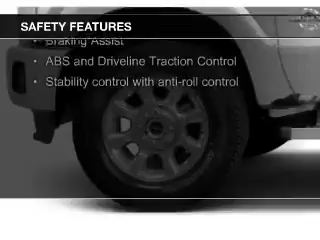 SAFETY FEATURES
• Braking Assist
• ABS and Driveline Traction Control
• Stability control with anti-roll control